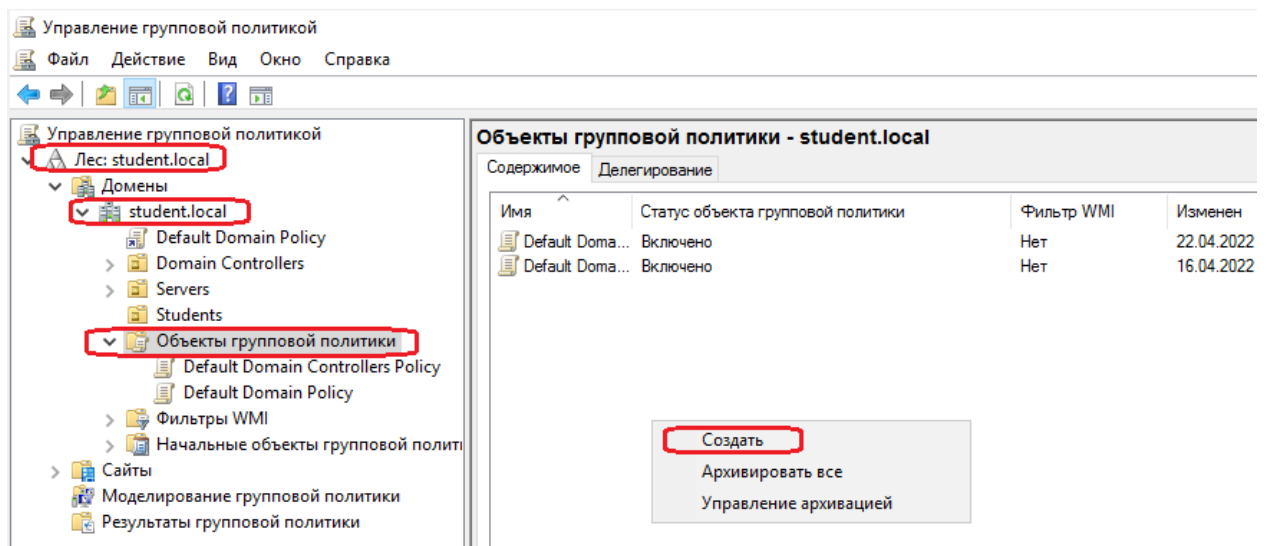 Управление групповой политикой
Файл Действие Вид Окно Справка
Управление групповой политикой
Лес: student.local
Домены
student.local
Default Domain Policy
Domain Controllers
Servers
Students
Объекты групповой политики
Default Domain Controllers Policy
Default Domain Policy
Фильтры WMI
Начальные объекты групповой полит
Сайты
Моделирование групповой политики
Результаты групповой политики
Объекты групповой политики - student.local
Содержимое Делегирование
Имя Статус объекта групповой политики Фильтр WMI Изменен
Default Doma... Включено Нет 22.04.2022
Default Doma... Включено Нет 16.04.2022
Создать
Архивировать все
Управление архивацией